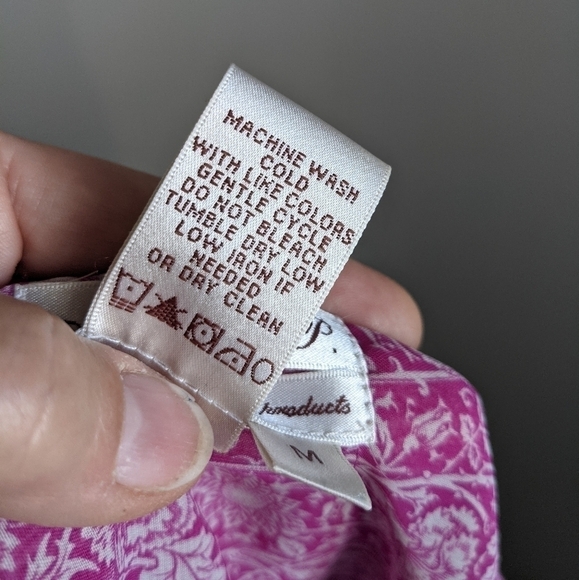 MACHINE WASH
COLD
WITH LIKE COLORS
GENTLE CYCLE
DO NOT BLEACH
TUMBLE DRY LOW
LOW IRON IF
NEEDED
OR DRY CLEAN
P.
products
M